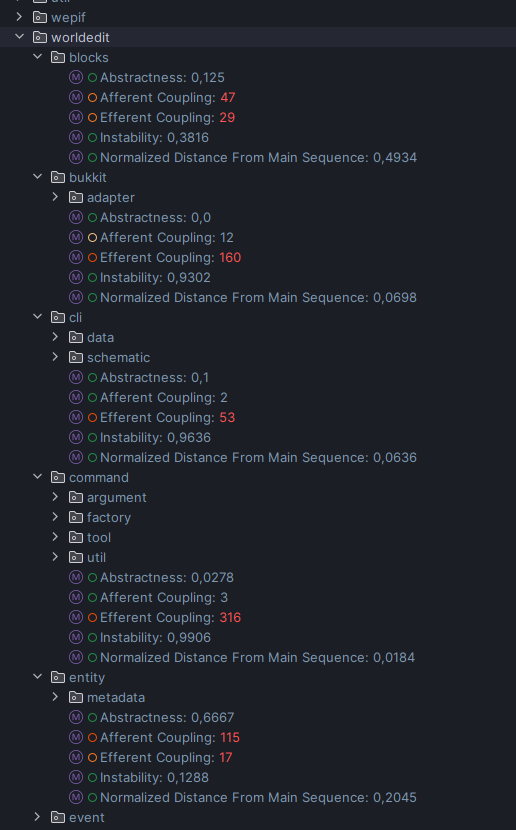 util
wepif
worldedit
blocks
M Abstractness: 0,125
M Afferent Coupling: 47
M Efferent Coupling: 29
M Instability: 0,3816
M Normalized Distance From Main Sequence: 0,4934
bukkit
adapter
M Abstractness: 0,0
M Afferent Coupling: 12
M Efferent Coupling: 160
M Instability: 0,9302
M Normalized Distance From Main Sequence: 0,0698
cli
data
schematic
M Abstractness: 0,1
M Afferent Coupling: 2
M Efferent Coupling: 53
M Instability: 0,9636
M Normalized Distance From Main Sequence: 0,0636
command
argument
factory
tool
util
M Abstractness: 0,0278
M Afferent Coupling: 3
M Efferent Coupling: 316
M Instability: 0,9906
M Normalized Distance From Main Sequence: 0,0184
entity
metadata
M Abstractness: 0,6667
M Afferent Coupling: 115
M Efferent Coupling: 17
M Instability: 0,1288
M Normalized Distance From Main Sequence: 0,2045
event